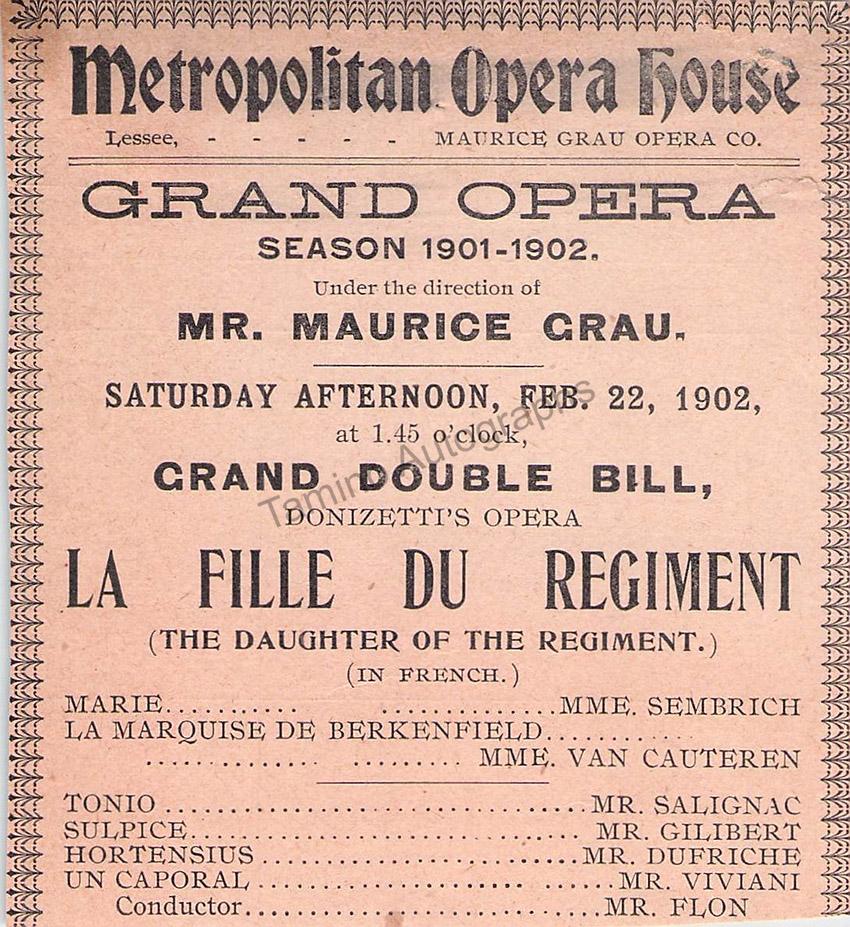 Metropolitan Opera House
Lessee, - - - - - MAURICE GRAU OPERA CO.
GRAND OPERA
SEASON 1901-1902.
Under the direction of
MR. MAURICE GRAU.
SATURDAY AFTERNOON, FEB. 22, 1902,
at 1.45 o'clock,
GRAND DOUBLE BILL,
DONIZETTI'S OPERA
LA FILLE DU REGIMENT
(THE DAUGHTER OF THE REGIMENT.)
(IN FRENCH.)
MARIE........... ..............MME. SEMBRICH
LA MARQUISE DE BERKENFIELD............
.............. ......... MME. VAN CAUTEREN
TONIO ................................MR. SALIGNAC
SULPICE.............................. MR. GILIBERT
HORTENSIUS ........................MR. DUFRICHE
UN CAPORAL..................... ......MR. VIVIANI
Conductor...........................MR. FLON
Tamino Autographs